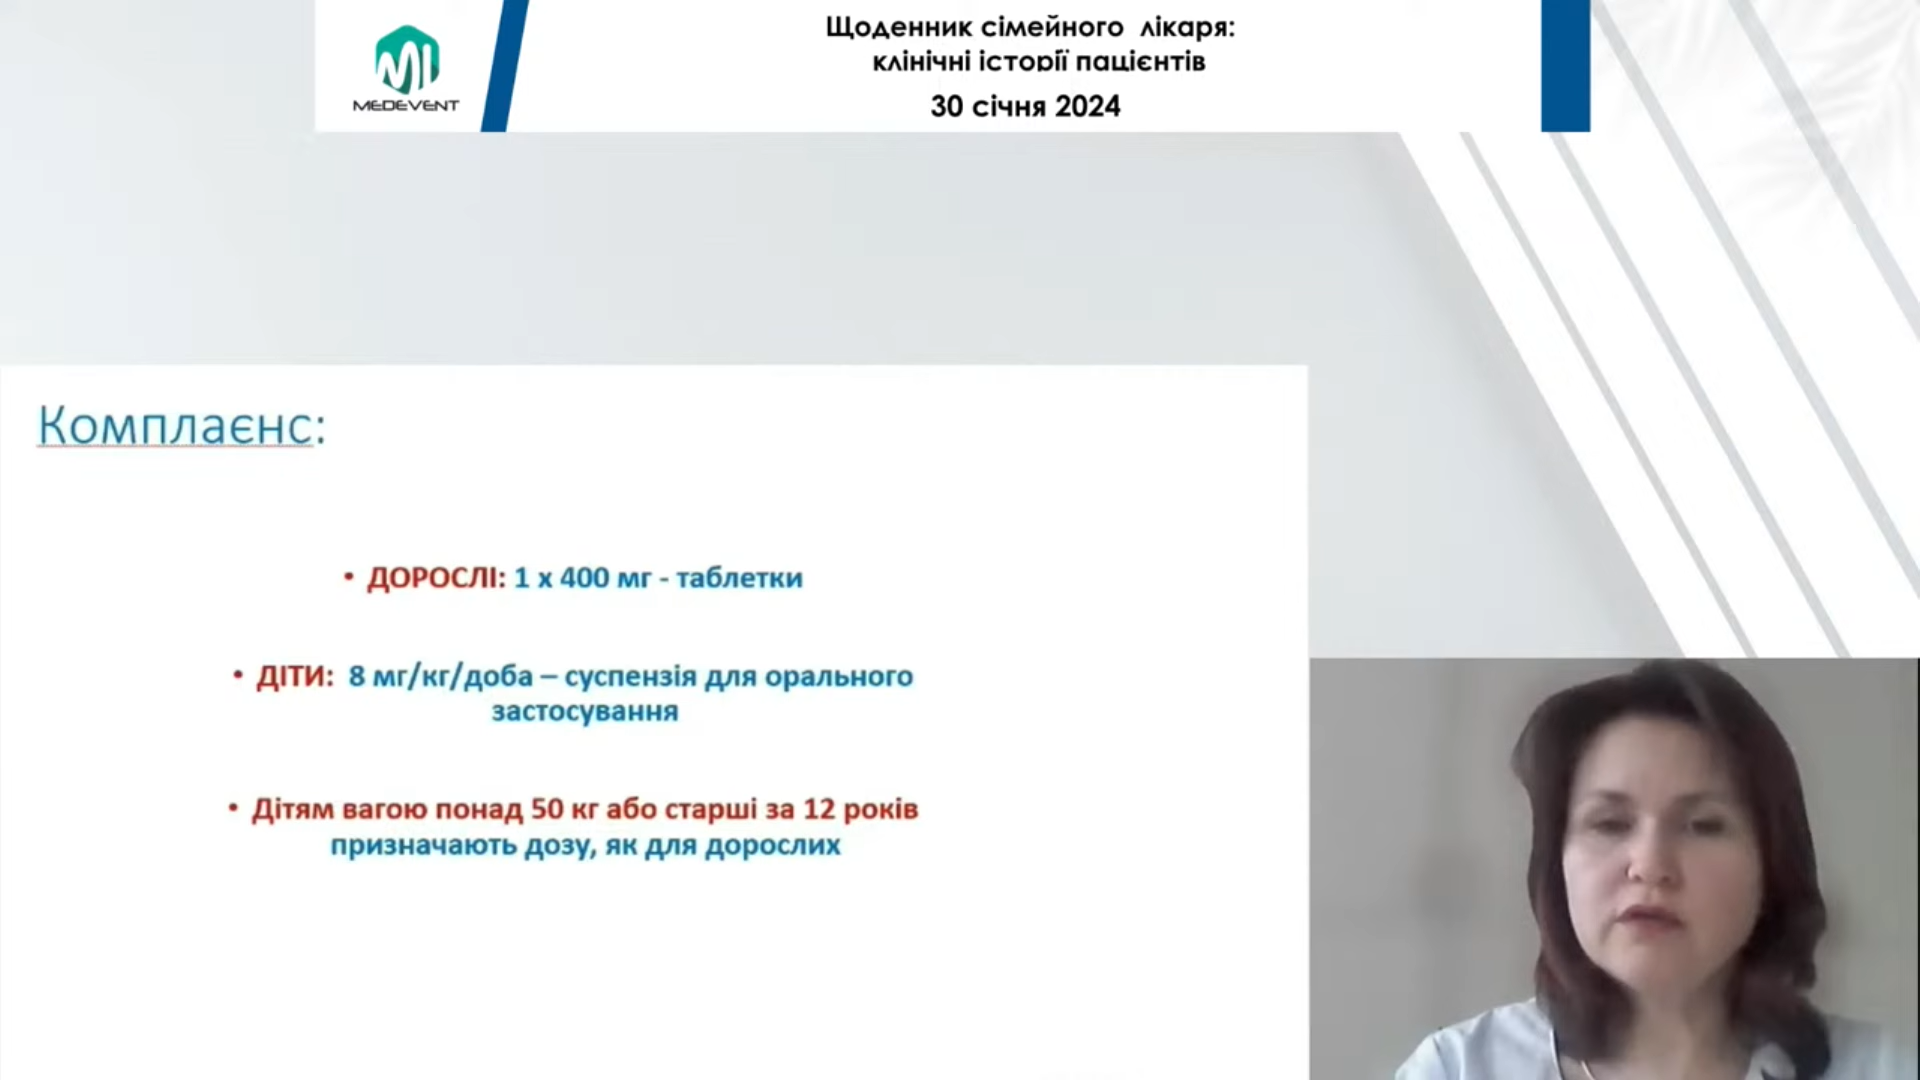 MEDEVENT
Щоденник сімейного лікаря:
клінічні історії пацієнтів
30 січня 2024
Комплаєнс:
• ДОРОСЛІ: 1 х 400 мг - таблетки
• ДІТИ: 8 мг/кг/доба – суспензія для орального
застосування
• Дітям вагою понад 50 кг або старші за 12 років
призначають дозу, як для дорослих